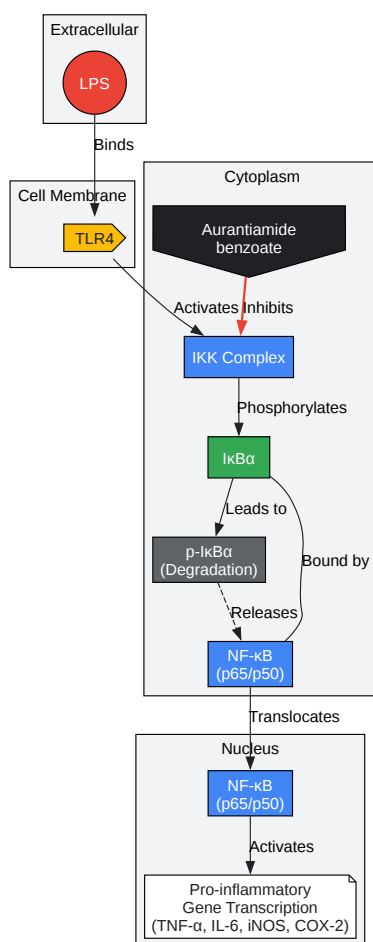 Extracellular
LPS
Binds
Cell Membrane
TLR4
Cytoplasm
Aurantiamide
benzoate
Activates
Inhibits
IKK Complex
Phosphorylates
IκBα
Leads to
p-IκBα
(Degradation)
Bound by
Releases
NF-κB
(p65/p50)
Translocates
Nucleus
NF-κB
(p65/p50)
Activates
Pro-inflammatory
Gene Transcription
(TNF-α, IL-6, iNOS, COX-2)